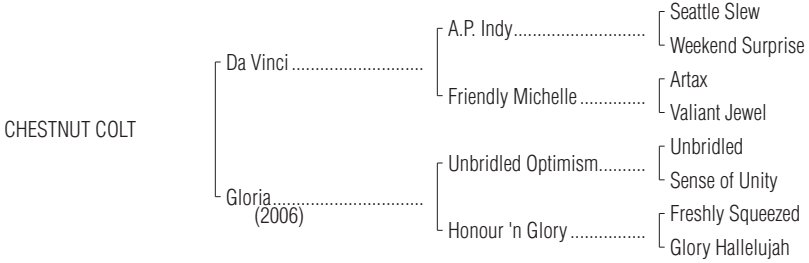 Seattle Slew
A.P. Indy............................
Weekend Surprise
Da Vinci ............................
Artax
Friendly Michelle ..............
Valiant Jewel
CHESTNUT COLT
Unbridled
Unbridled Optimism..........
Sense of Unity
Gloria................................
(2006)
Freshly Squeezed
Honour 'n Glory ................
Glory Hallelujah